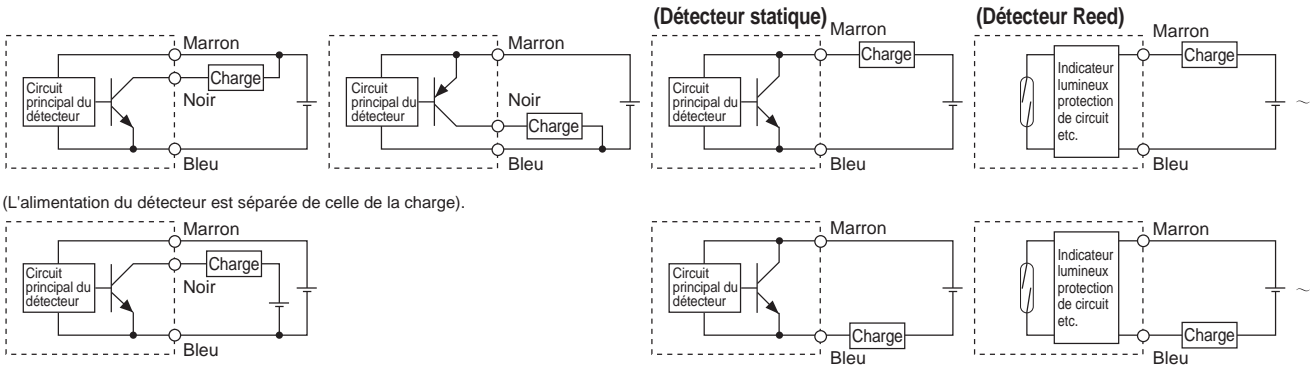 (Détecteur statique)
(Détecteur Reed)
Marron
Charge
Circuit
principal du
détecteur
Noir
Bleu
Marron
Circuit
principal du
détecteur
Noir
Charge
Bleu
Marron
Charge
Circuit
principal du
détecteur
Bleu
Marron
Charge
Indicateur
lumineux
protection
de circuit
etc.
~
Bleu
(L'alimentation du détecteur est séparée de celle de la charge).
Marron
Charge
Circuit
principal du
détecteur
Noir
Bleu
Marron
Circuit
principal du
détecteur
Charge
Bleu
Marron
Indicateur
lumineux
protection
de circuit
etc.
~
Charge
Bleu